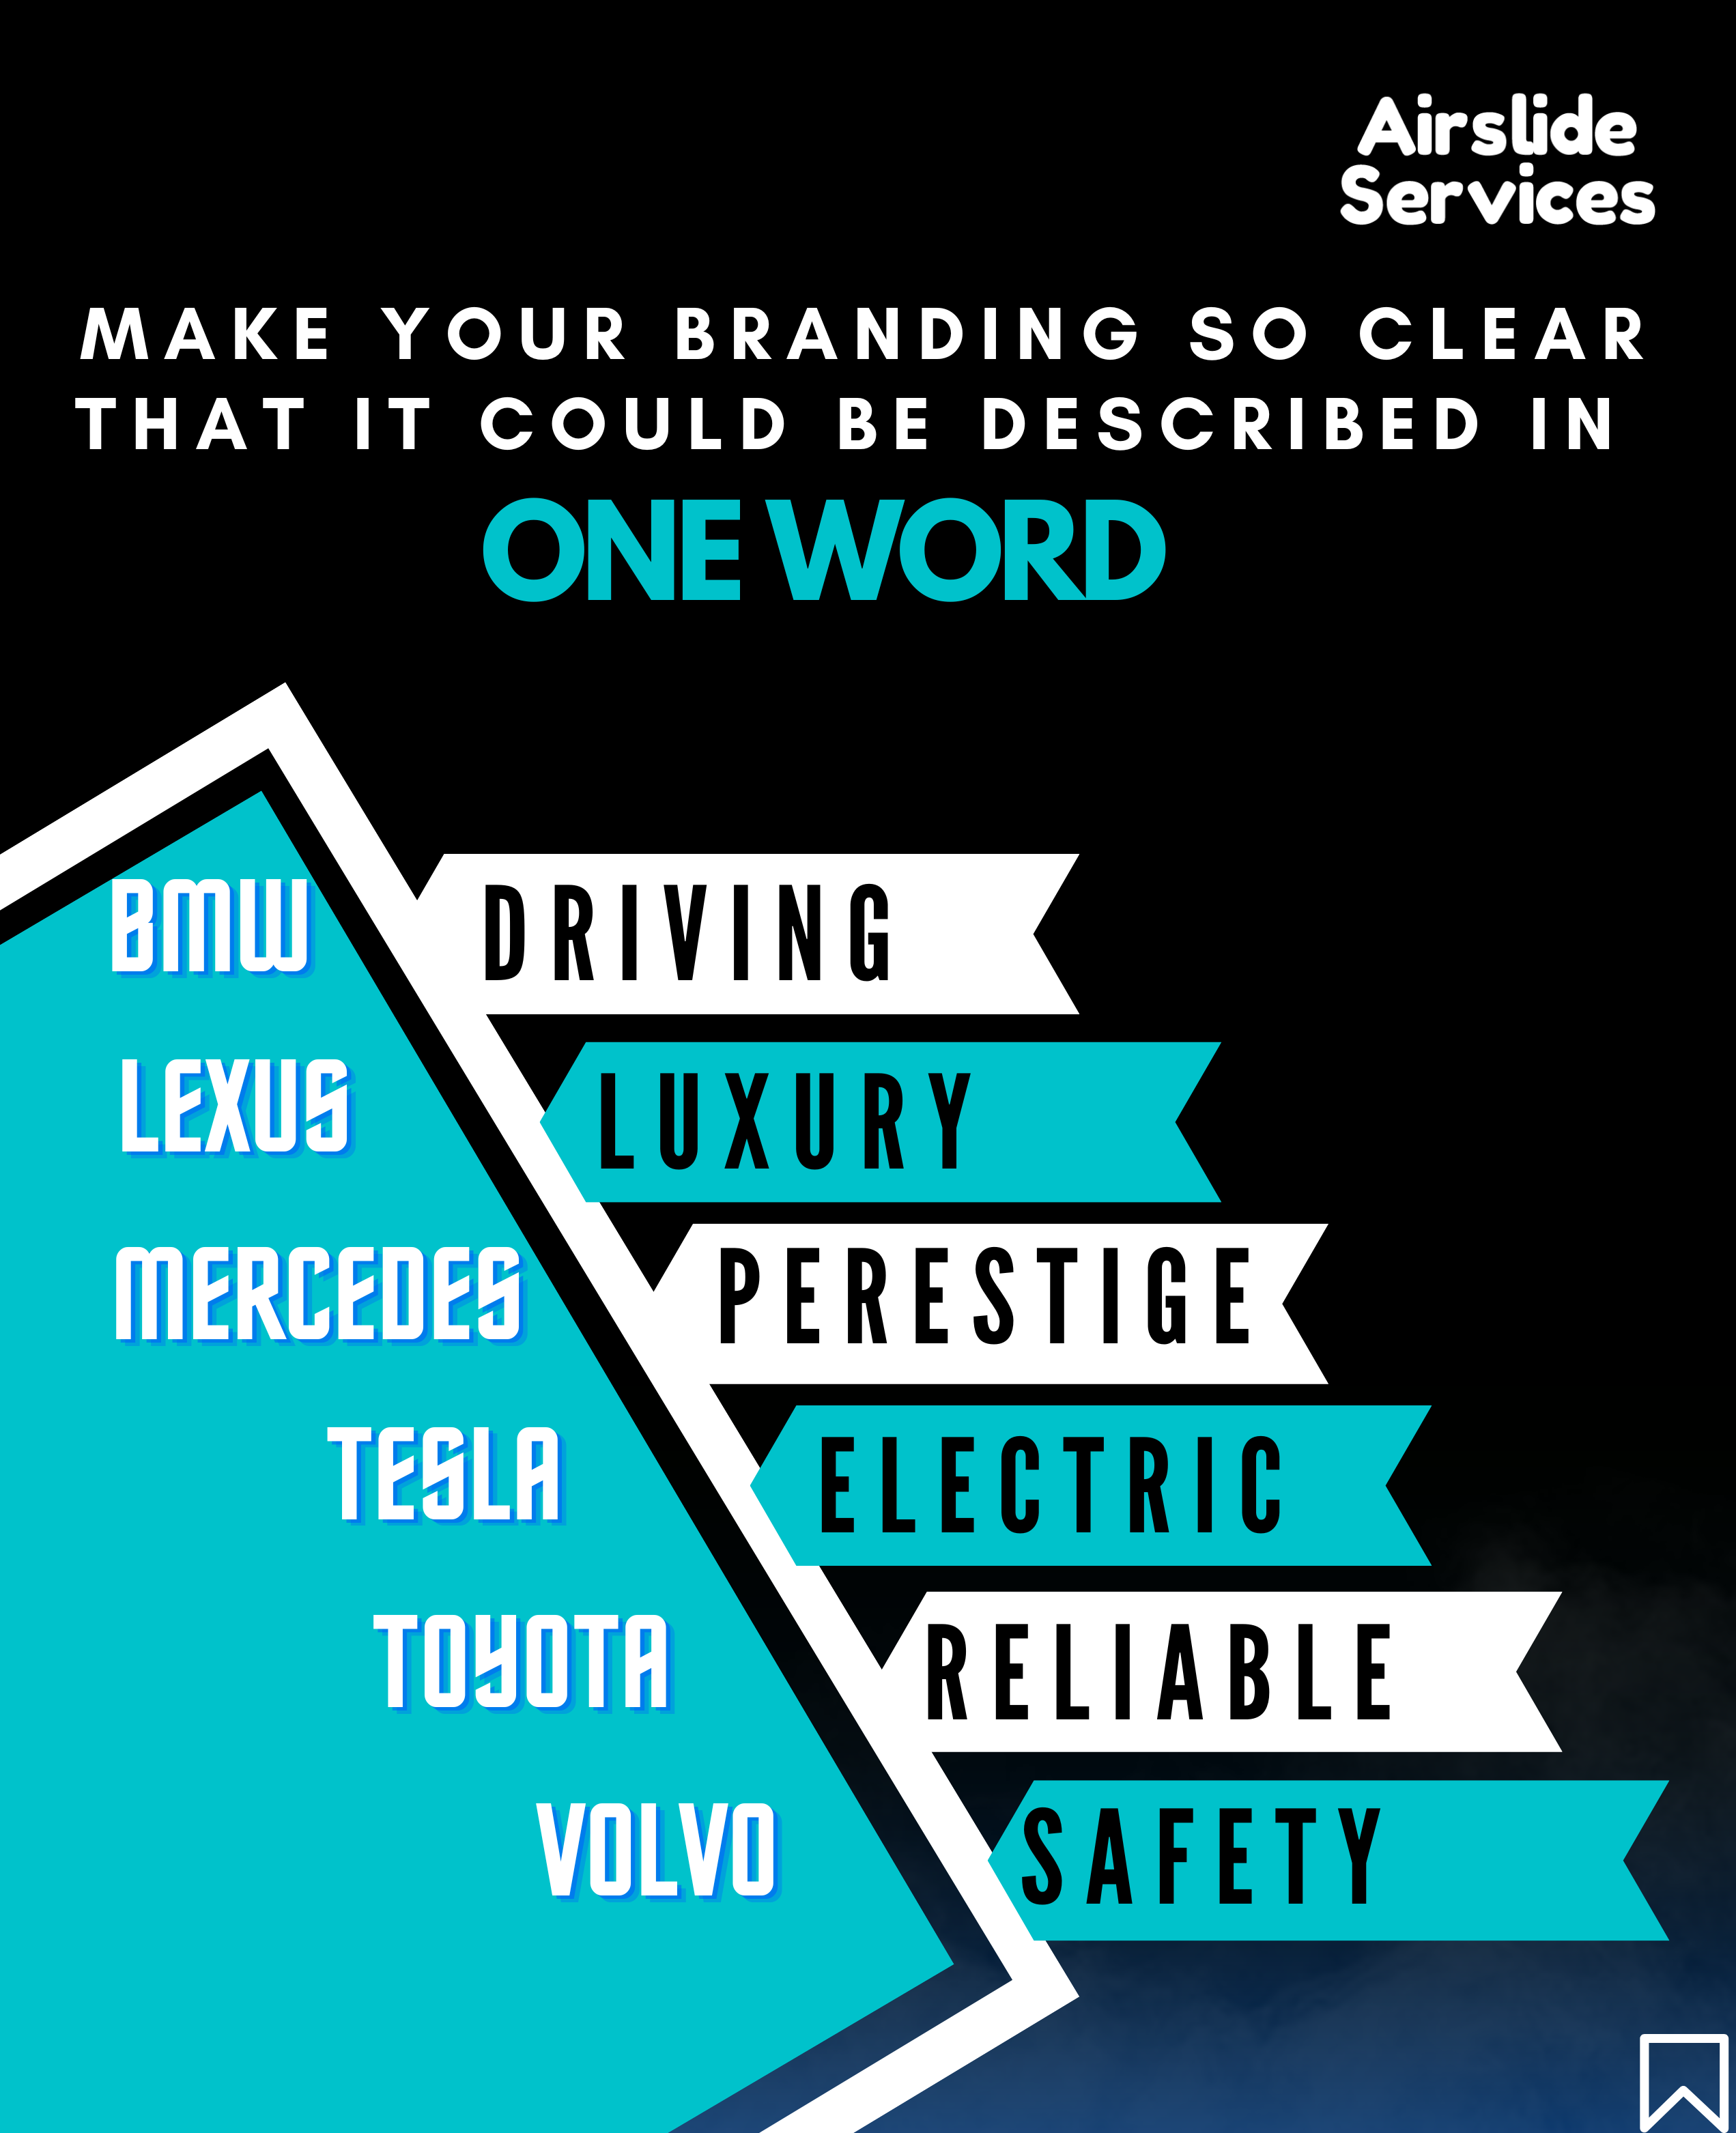 Airslide
Services
MAKE YOUR BRANDING SO CLEAR
THAT IT COULD BE DESCRIBED IN
ONE WORD
BMW DRIVING
LEXUS LUXURY
MERCEDES PERESTIGE
TESLA ELECTRIC
TOYOTA RELIABLE
VOLVO SAFETY